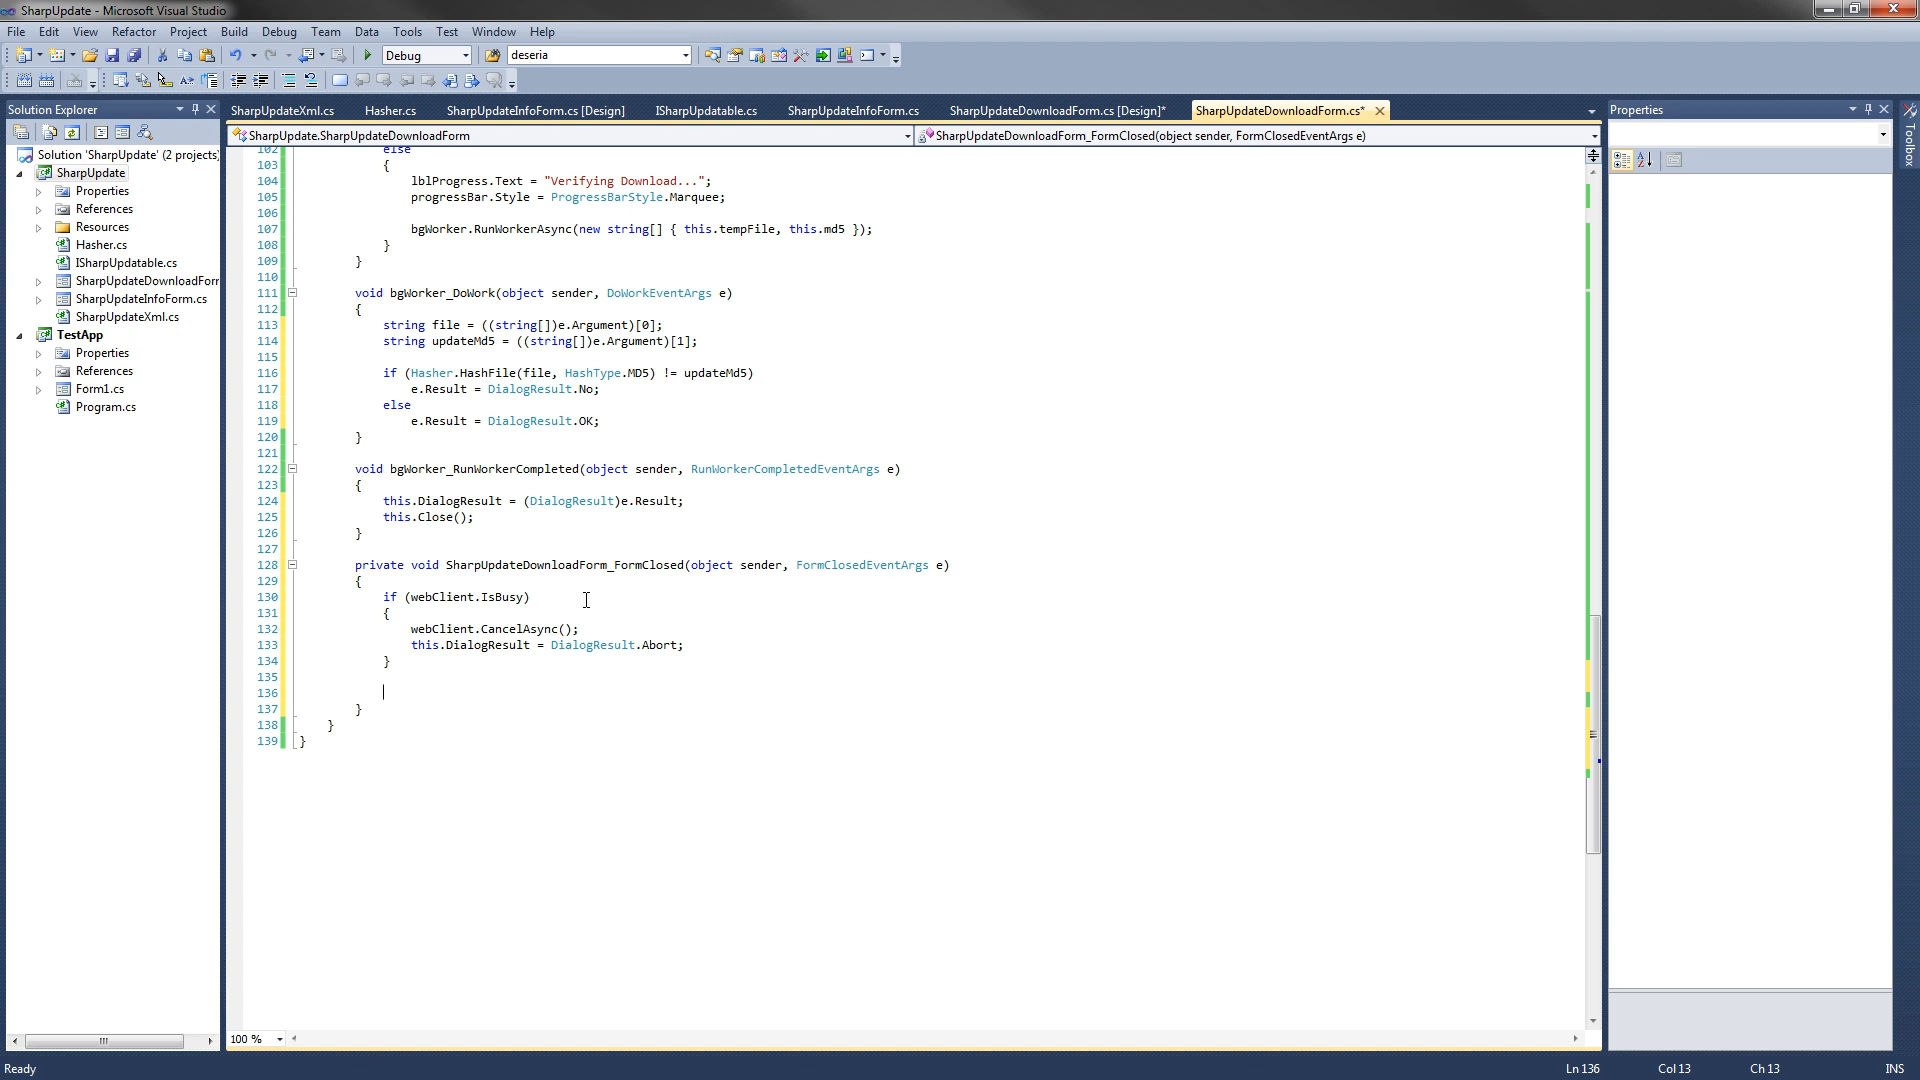 SharpUpdate - Microsoft Visual Studio
File Edit View Refactor Project Build Debug Team Data Tools Test Window Help
Debug deseria
Solution Explorer
SharpUpdateXml.cs Hasher.cs SharpUpdateInfoForm.cs [Design] ISharpUpdatable.cs SharpUpdateInfoForm.cs SharpUpdateDownloadForm.cs [Design]* SharpUpdateDownloadForm.cs*
Properties
Toolbox
SharpUpdate.SharpUpdateDownloadForm SharpUpdateDownloadForm_FormClosed(object sender, FormClosedEventArgs e)
Solution 'SharpUpdate' (2 projects)
SharpUpdate
Properties
References
Resources
Hasher.cs
ISharpUpdatable.cs
SharpUpdateDownloadForr
SharpUpdateInfoForm.cs
SharpUpdateXml.cs
TestApp
Properties
References
Form1.cs
Program.cs
102 else
103 {
104 lblProgress.Text = "Verifying Download...";
105 progressBar.Style = ProgressBarStyle.Marquee;
106
107 bgWorker.RunWorkerAsync(new string[] { this.tempFile, this.md5 });
108 }
109 }
110
111 void bgWorker_DoWork(object sender, DoWorkEventArgs e)
112 {
113 string file = ((string[])e.Argument)[0];
114 string updateMd5 = ((string[])e.Argument)[1];
115
116 if (Hasher.HashFile(file, HashType.MD5) != updateMd5)
117 e.Result = DialogResult.No;
118 else
119 e.Result = DialogResult.OK;
120 }
121
122 void bgWorker_RunWorkerCompleted(object sender, RunWorkerCompletedEventArgs e)
123 {
124 this.DialogResult = (DialogResult)e.Result;
125 this.Close();
126 }
127
128 private void SharpUpdateDownloadForm_FormClosed(object sender, FormClosedEventArgs e)
129 {
130 if (webClient.IsBusy)
131 {
132 webClient.CancelAsync();
133 this.DialogResult = DialogResult.Abort;
134 }
135
136
137 }
138 }
139 }
100 %
Ready Ln 136 Col 13 Ch 13 INS